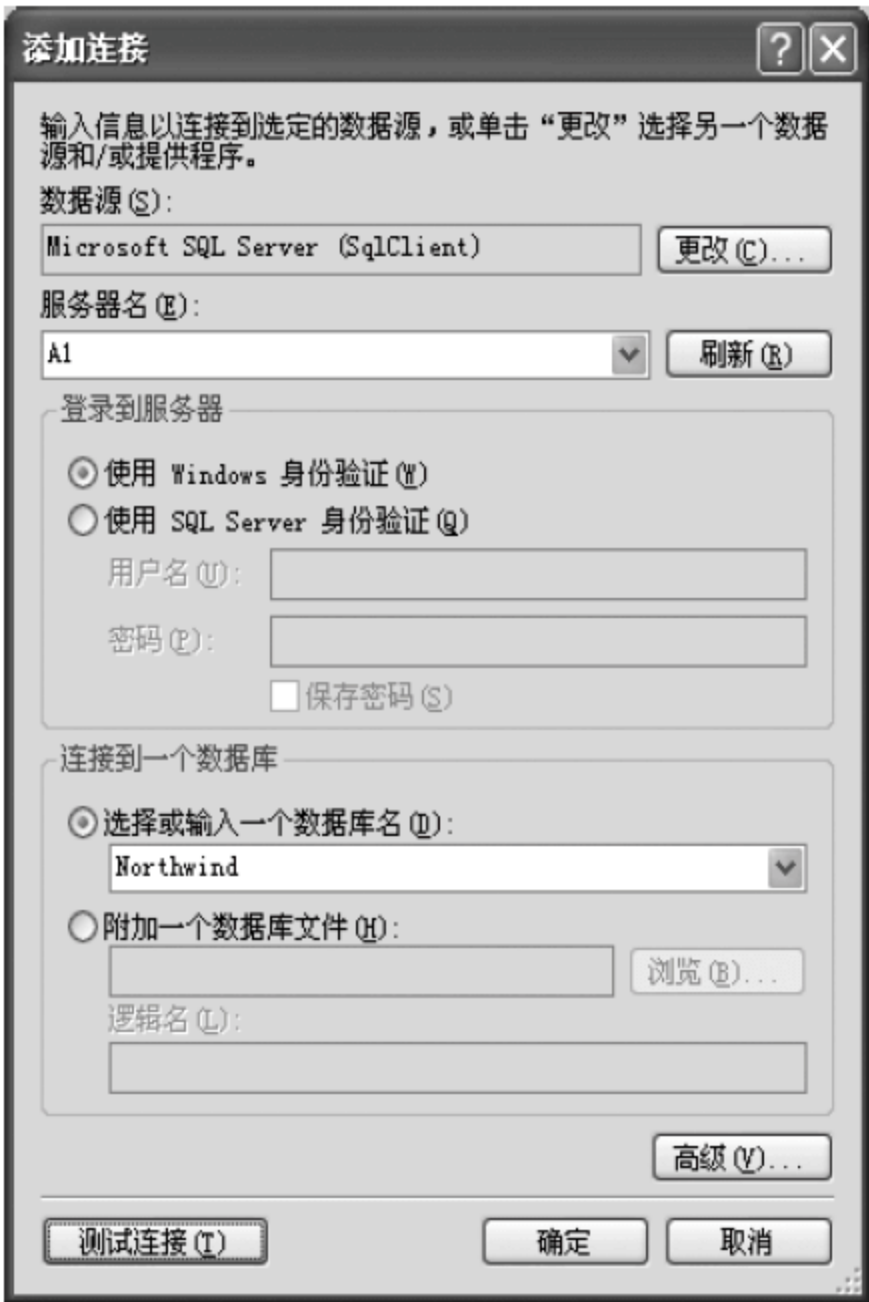 添加连接
输入信息以连接到选定的数据源，或单击“更改”选择另一个数据
源和/或提供程序。
数据源(S):
Microsoft SQL Server (SqlClient)
更改(C)...
服务器名(E):
A1
刷新(R)
登录到服务器
使用 Windows 身份验证(W)
使用 SQL Server 身份验证(Q)
用户名(U):
密码(P):
保存密码(S)
连接到一个数据库
选择或输入一个数据库名(D):
Northwind
附加一个数据库文件(H):
浏览(B)...
逻辑名(L):
高级(V)...
测试连接(T)
确定
取消